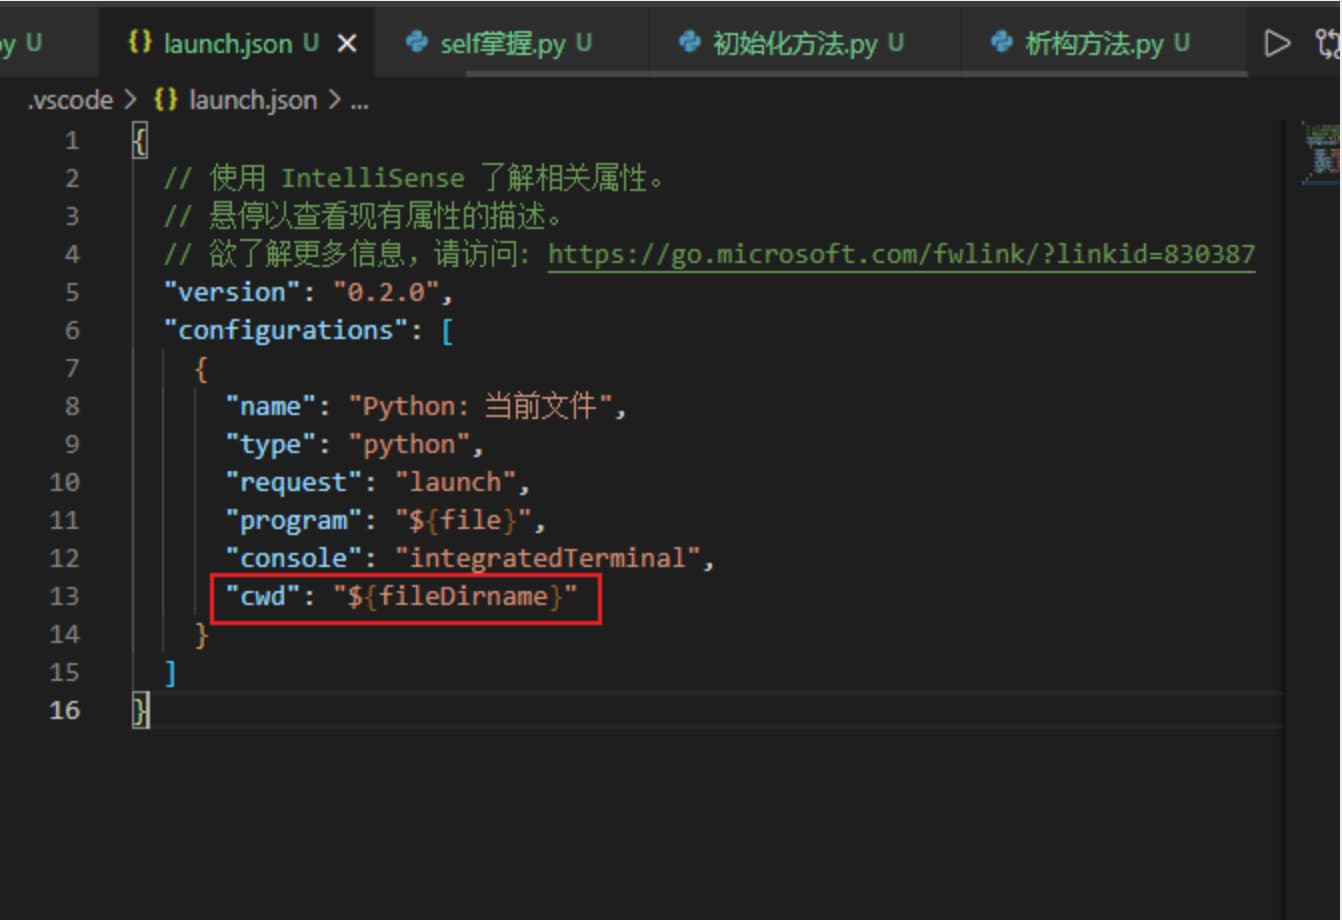 py U {} launch.json U × self掌握.py U 初始化方法.py U 析构方法.py U
.vscode > {} launch.json > ...
1 {
2 // 使用 IntelliSense 了解相关属性。
3 // 悬停以查看现有属性的描述。
4 // 欲了解更多信息，请访问: https://go.microsoft.com/fwlink/?linkid=830387
5 "version": "0.2.0",
6 "configurations": [
7 {
8 "name": "Python: 当前文件",
9 "type": "python",
10 "request": "launch",
11 "program": "${file}",
12 "console": "integratedTerminal",
13 "cwd": "${fileDirname}"
14 }
15 ]
16 }